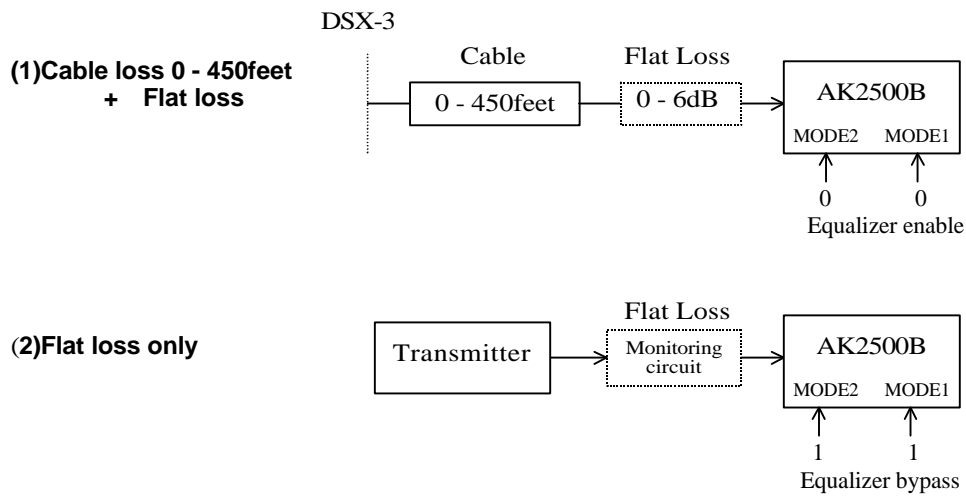 DSX-3
(1)Cable loss 0 - 450feet
+ Flat loss
Cable
Flat Loss
0 - 450feet
0 - 6dB
AK2500B
MODE2 MODE1
0 0
Equalizer enable
(2)Flat loss only
Flat Loss
Transmitter
Monitoring
circuit
AK2500B
MODE2 MODE1
1 1
Equalizer bypass